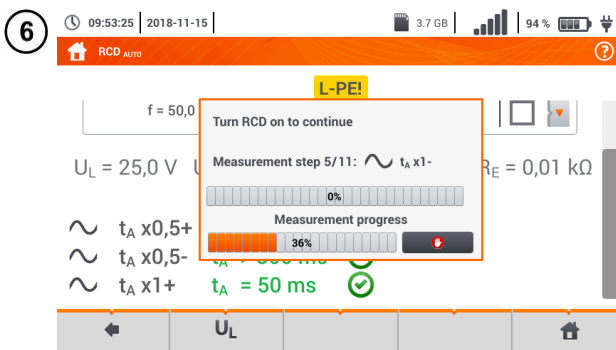 6
09:53:25 2018-11-15 3.7 GB 94 %
RCD AUTO ?
L-PE!
f = 50,0
Turn RCD on to continue
Measurement step 5/11: tA x1-
UL = 25,0 V RE = 0,01 kΩ
0%
Measurement progress
36%
tA x0,5+
tA x0,5-
tA x1+ tA = 50 ms
UL